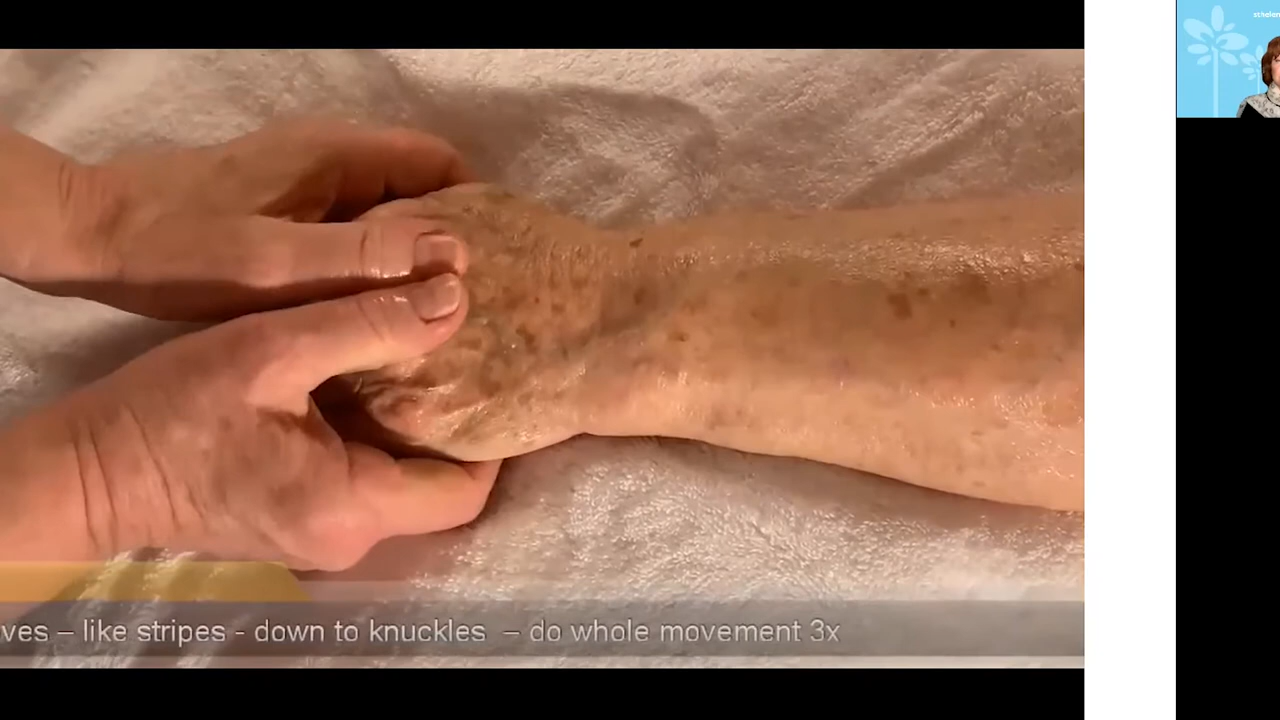 ves – like stripes - down to knuckles – do whole movement 3x